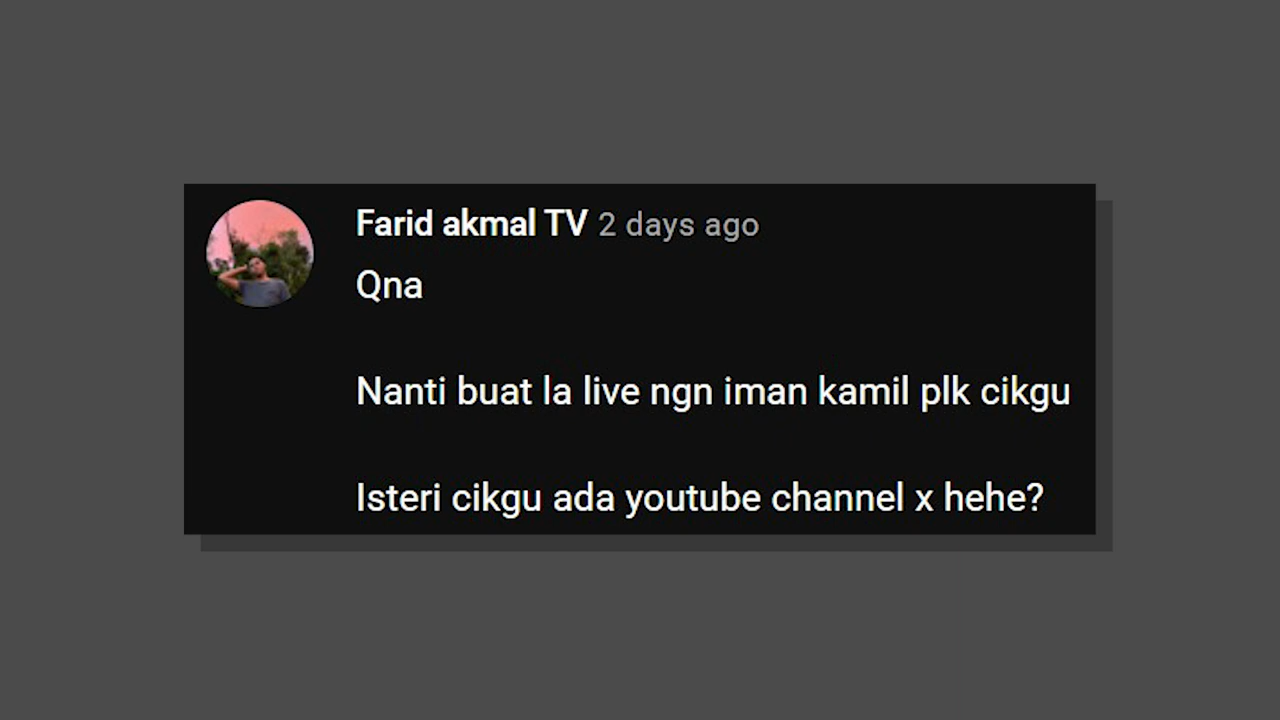 Farid akmal TV 2 days ago
Qna
Nanti buat la live ngn iman kamil plk cikgu
Isteri cikgu ada youtube channel x hehe?